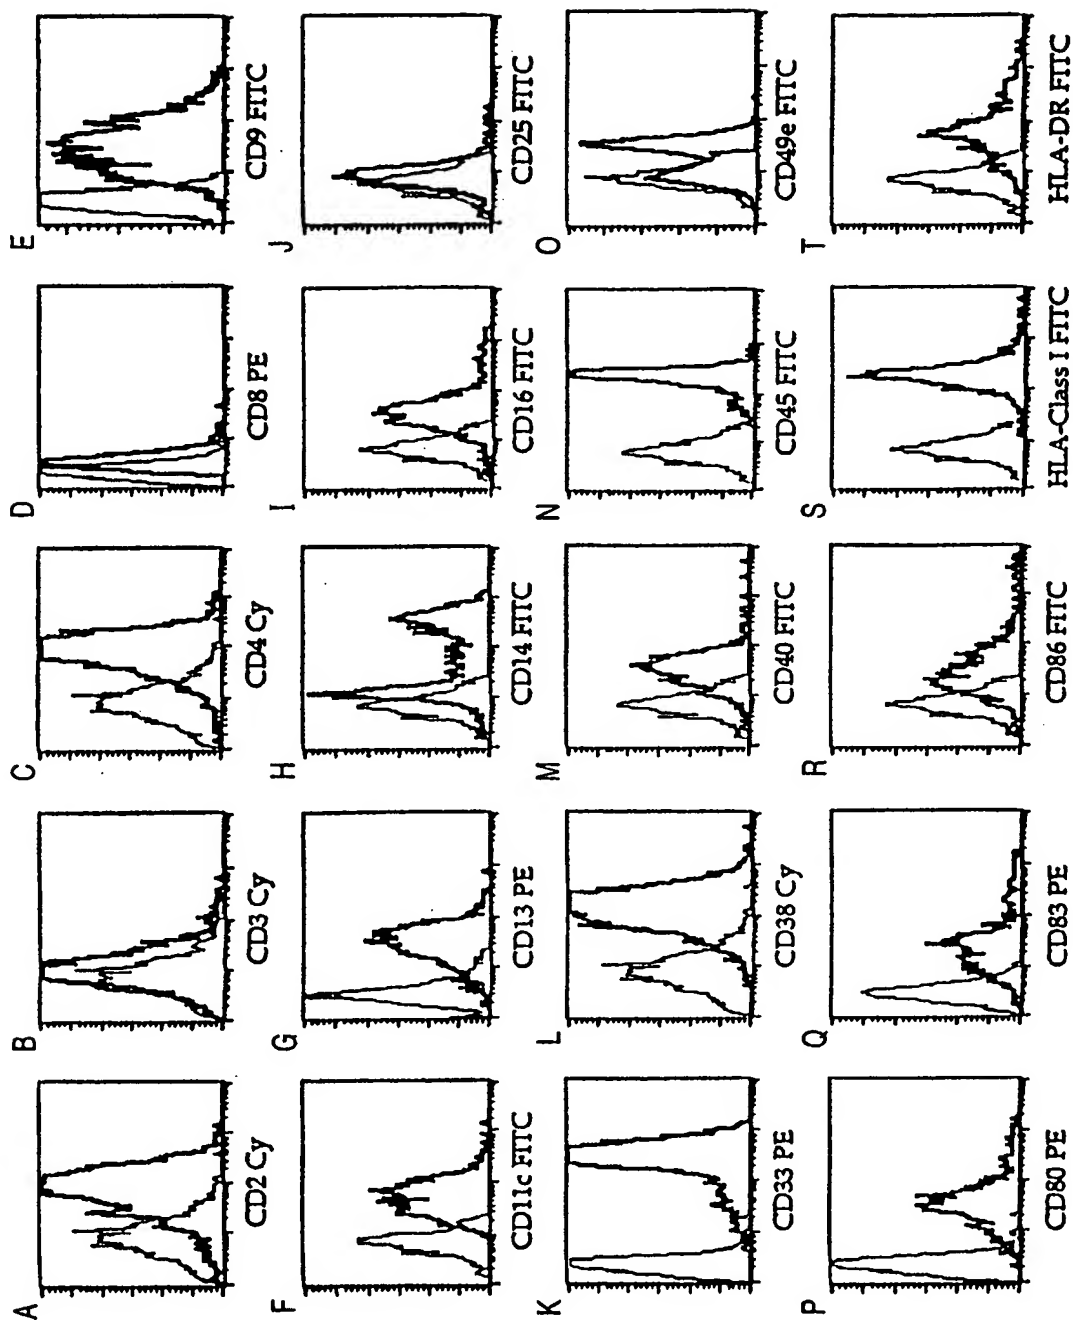 A
CD2 Cy
B
CD3 Cy
C
CD4 Cy
D
CD8 PE
E
CD9 FITC
F
CD11c FITC
G
CD13 PE
H
CD14 FITC
I
CD16 FITC
J
CD25 FITC
K
CD33 PE
L
CD38 Cy
M
CD40 FITC
N
CD45 FITC
O
CD49e FITC
P
CD80 PE
Q
CD83 PE
R
CD86 FITC
S
HLA-Class I FITC
T
HLA-DR FITC